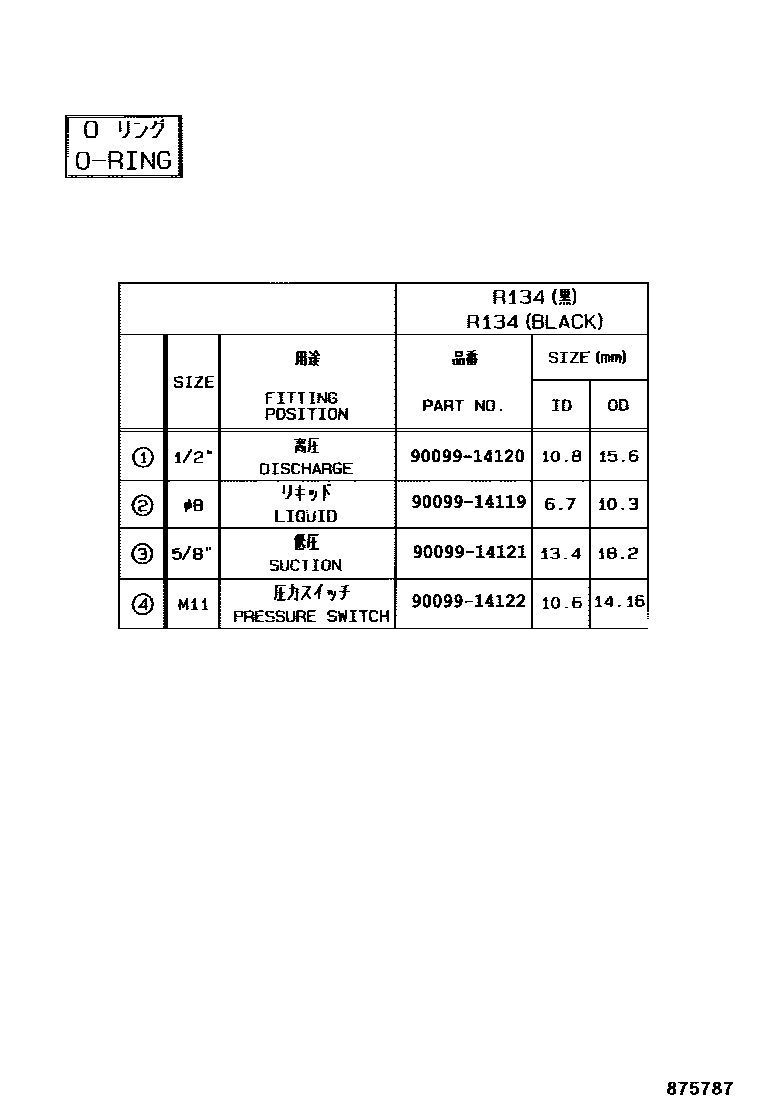 O リング
O-RING
R134 (黒)
R134 (BLACK)
SIZE
用途
FITTING
POSITION
品番
PART NO.
SIZE (mm)
ID
OD
① 1/2" 高圧 90099-14120 10.8 15.6
DISCHARGE
② φ8 リキッド 90099-14119 6.7 10.3
LIQUID
③ 5/8" 低圧 90099-14121 13.4 18.2
SUCTION
④ M11 圧力スイッチ 90099-14122 10.6 14.16
PRESSURE SWITCH
875787